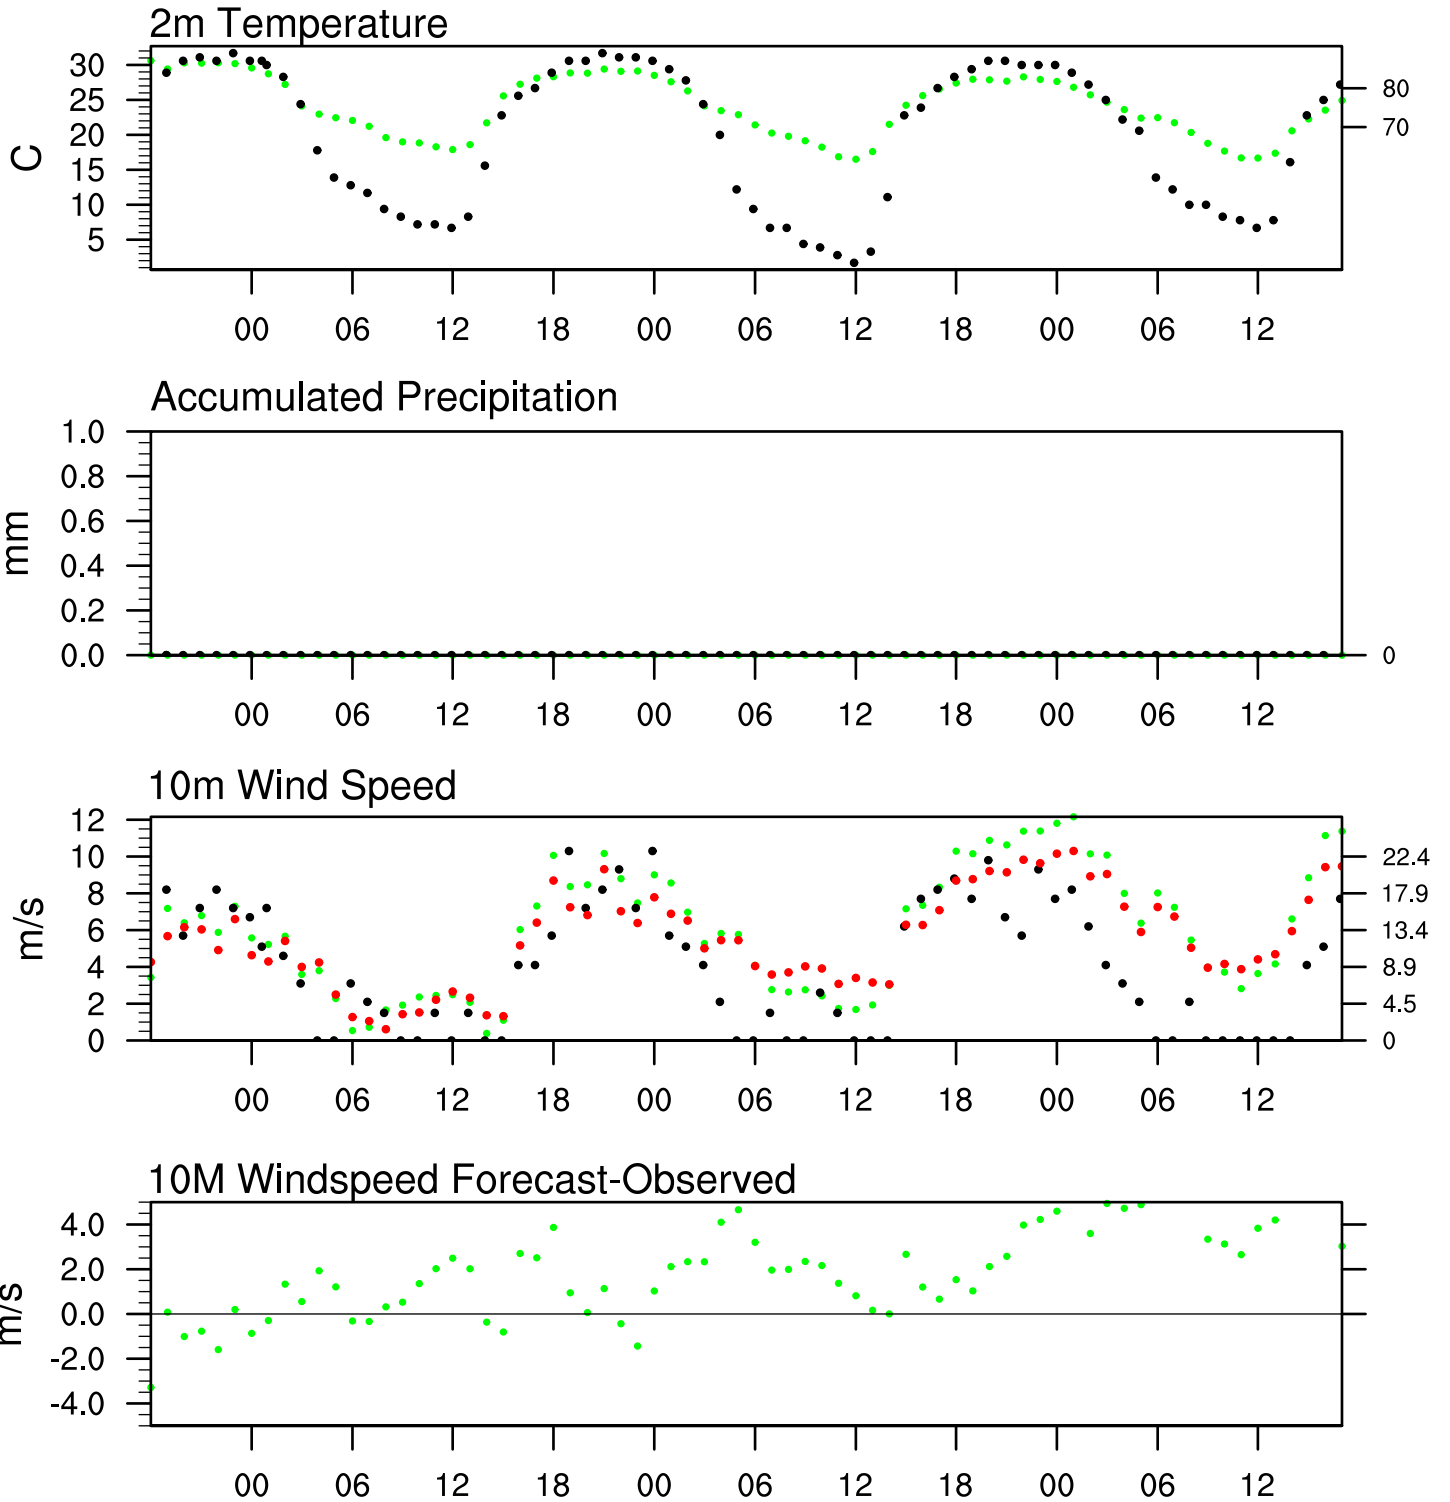 2m Temperature
30
25
20
15
10
5
C
80
70
00 06 12 18 00 06 12 18 00 06 12
Accumulated Precipitation
1.0
0.8
0.6
0.4
0.2
0.0
mm
0
00 06 12 18 00 06 12 18 00 06 12
10m Wind Speed
12
10
8
6
4
2
0
m/s
22.4
17.9
13.4
8.9
4.5
0
00 06 12 18 00 06 12 18 00 06 12
10M Windspeed Forecast-Observed
4.0
2.0
0.0
-2.0
-4.0
m/s
00 06 12 18 00 06 12 18 00 06 12